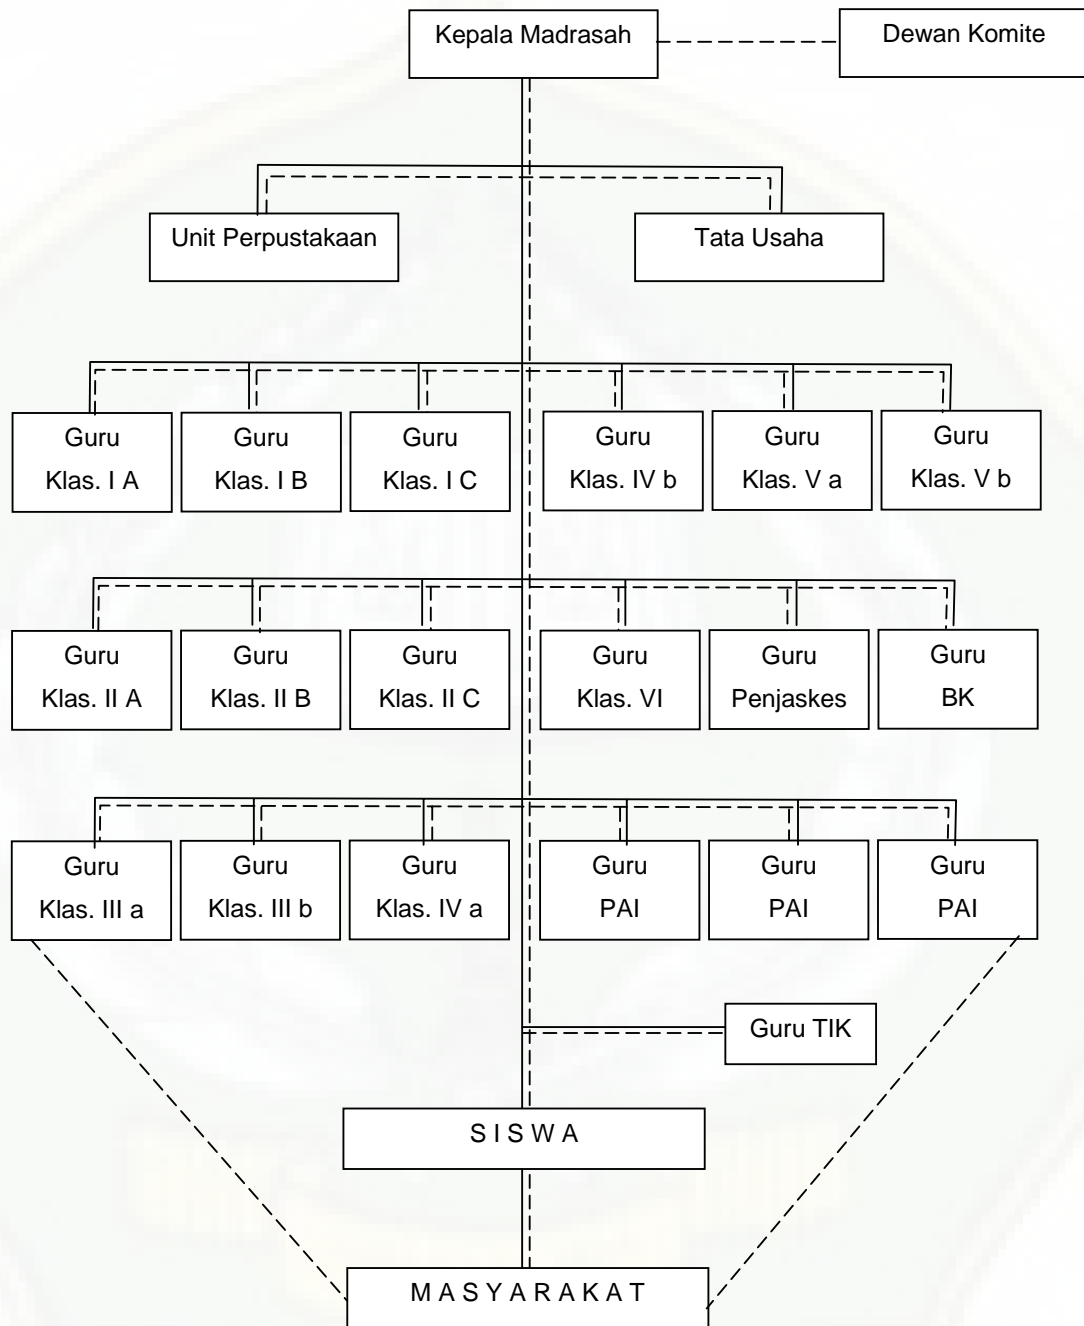 Kepala Madrasah
Dewan Komite
Unit Perpustakaan
Tata Usaha
Guru
Klas. I A
Guru
Klas. I B
Guru
Klas. I C
Guru
Klas. IV b
Guru
Klas. V a
Guru
Klas. V b
Guru
Klas. II A
Guru
Klas. II B
Guru
Klas. II C
Guru
Klas. VI
Guru
Penjaskes
Guru
BK
Guru
Klas. III a
Guru
Klas. III b
Guru
Klas. IV a
Guru
PAI
Guru
PAI
Guru
PAI
Guru TIK
S I S W A
M A S Y A R A K A T